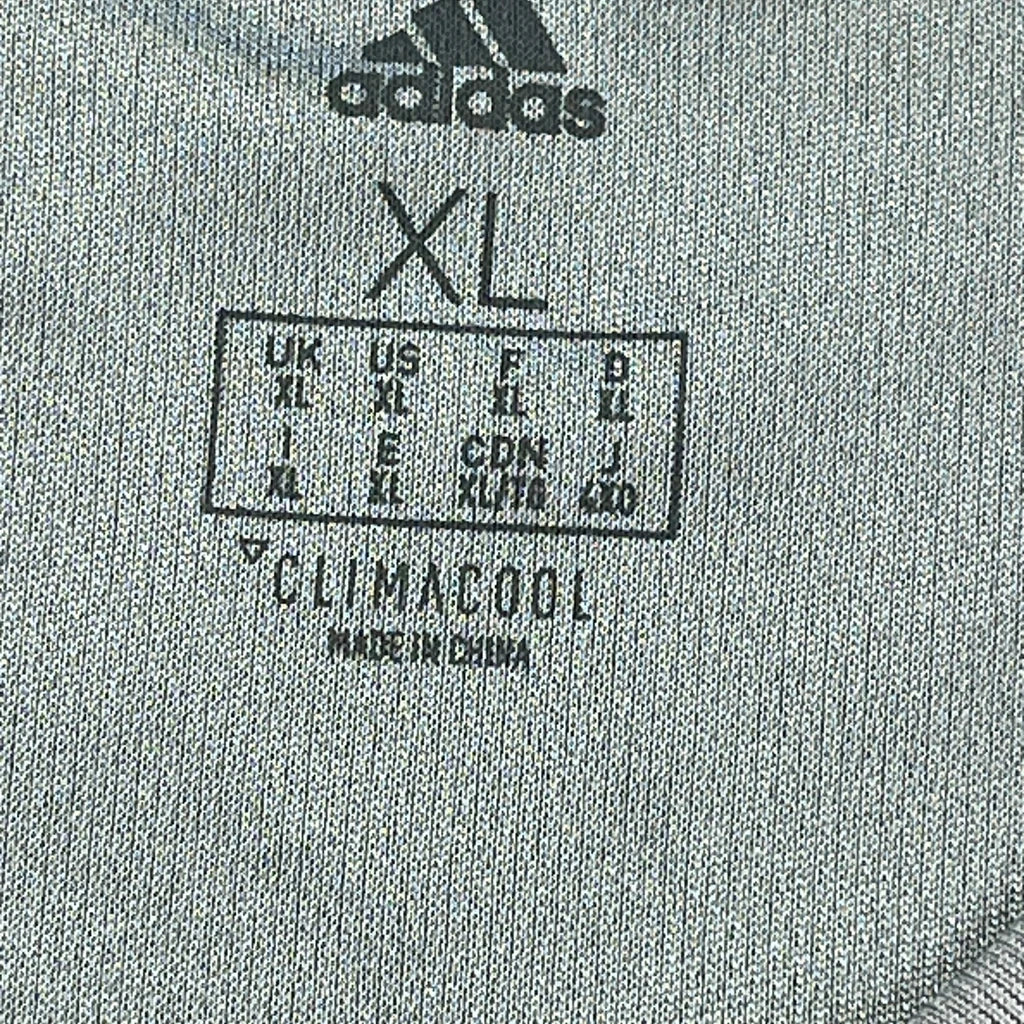 adidas
XL
UK US F D
XL XL XL XL
I E CDN J
XL XL XL/TG 4XO
CLIMACOOL
MADE IN CHINA